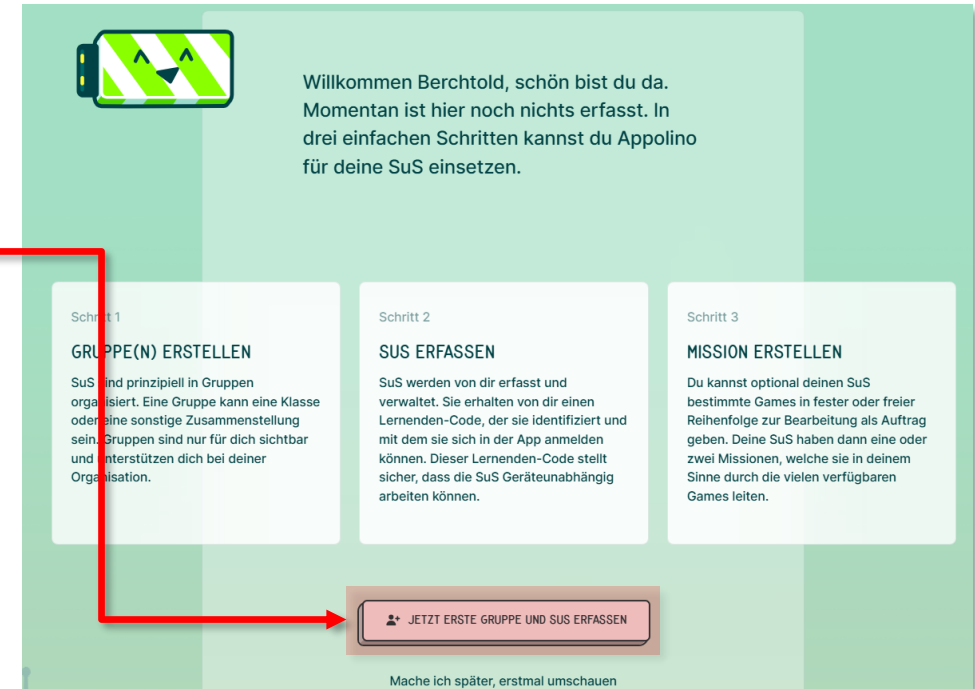 Willkommen Berchtold, schön bist du da.
Momentan ist hier noch nichts erfasst. In
drei einfachen Schritten kannst du Appolino
für deine SuS einsetzen.
Schritt 1
GRUPPE(N) ERSTELLEN
SuS sind prinzipiell in Gruppen
organisiert. Eine Gruppe kann eine Klasse
oder eine sonstige Zusammenstellung
sein. Gruppen sind nur für dich sichtbar
und unterstützen dich bei deiner
Organisation.
Schritt 2
SUS ERFASSEN
SuS werden von dir erfasst und
verwaltet. Sie erhalten von dir einen
Lernenden-Code, der sie identifiziert und
mit dem sie sich in der App anmelden
können. Dieser Lernenden-Code stellt
sicher, dass die SuS Geräteunabhängig
arbeiten können.
Schritt 3
MISSION ERSTELLEN
Du kannst optional deinen SuS
bestimmte Games in fester oder freier
Reihenfolge zur Bearbeitung als Auftrag
geben. Deine SuS haben dann eine oder
zwei Missionen, welche sie in deinem
Sinne durch die vielen verfügbaren
Games leiten.
JETZT ERSTE GRUPPE UND SUS ERFASSEN
Mache ich später, erstmal umschauen